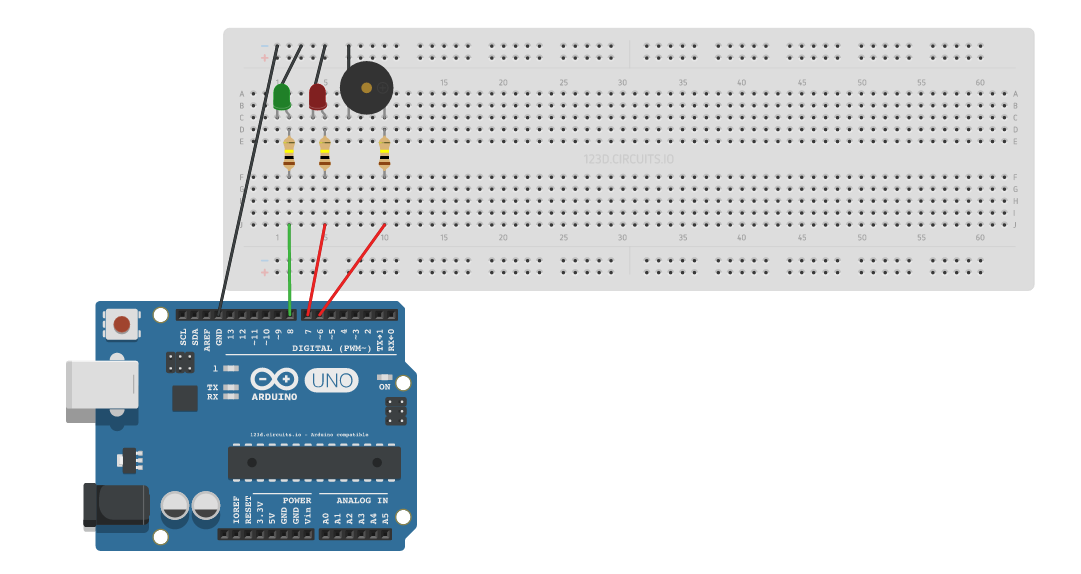 − −
+ +
1 5 10 15 20 25 30 35 40 45 50 55 60
A A
B B
C C
D D
E E
123D.CIRCUITS.IO
F F
G G
H H
I I
J J
1 5 10 15 20 25 30 35 40 45 50 55 60
− −
+ +
SCL SDA AREF GND 13 12 ~11 ~10 ~9 8 7 ~6 ~5 4 ~3 2 TX→1 RX←0
DIGITAL (PWM~)
1
TX
RX
ARDUINO
UNO
ON
123d.circuits.io - Arduino compatible
POWER ANALOG IN
IOREF RESET 3.3V 5V GND GND Vin A0 A1 A2 A3 A4 A5